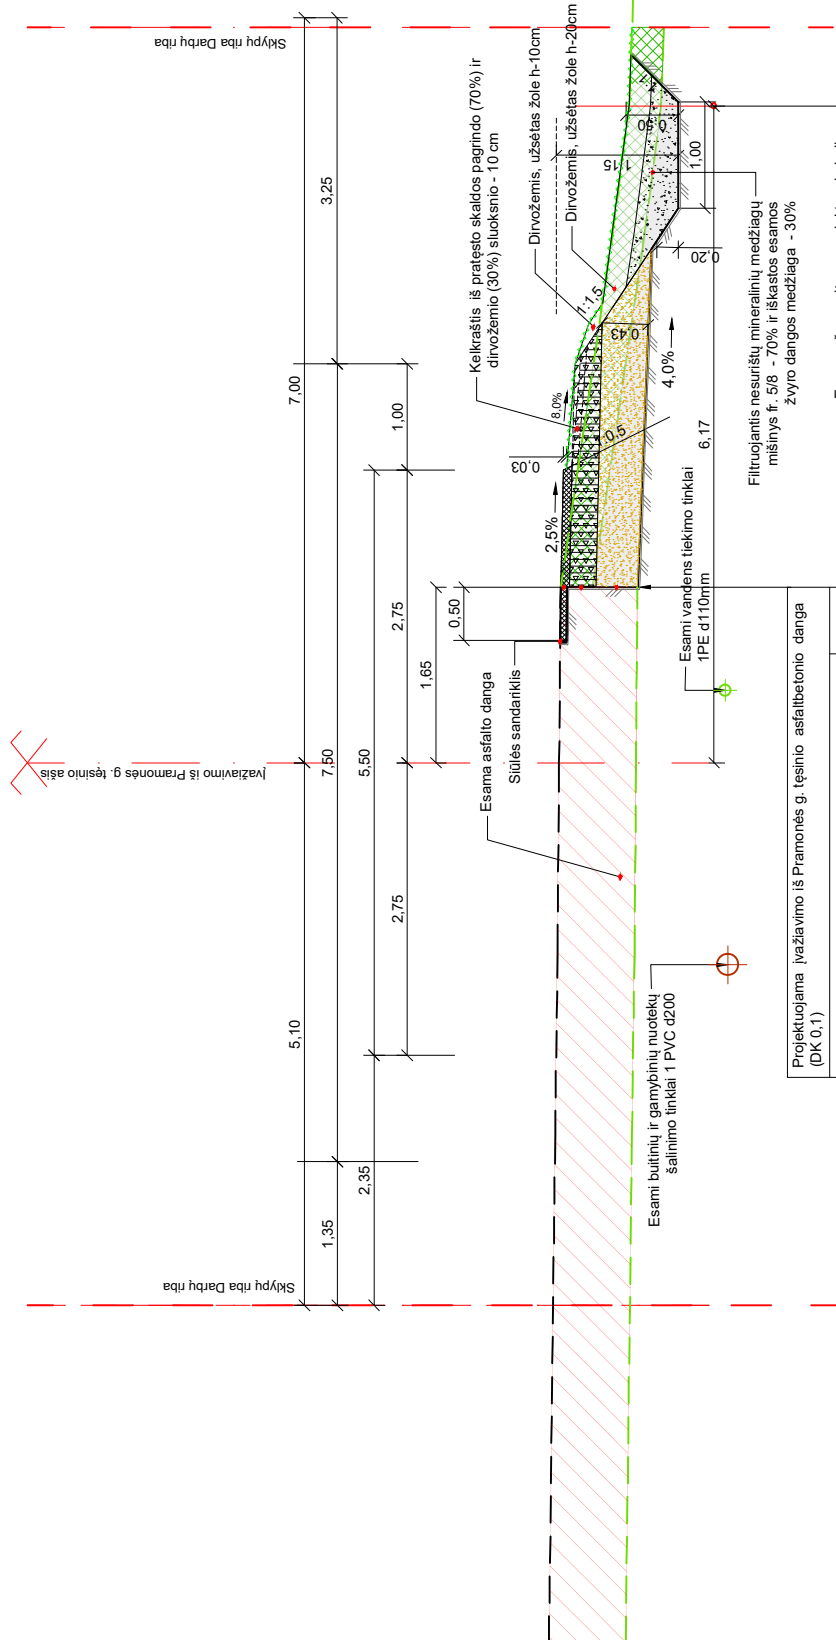 Sklypų riba Darbų riba
Įvažiavimo iš Pramonės g. tęsinio ašis
Sklypų riba Darbų riba
5,10
7,00
1,35
7,50
3,25
2,35
5,50
2,75
2,75
1,00
1,65
0,50
0,03
Kelkraštis iš pratęsto skaldos pagrindo (70%) ir
dirvožemio (30%) sluoksnio - 10 cm
Dirvožemis, užsėtas žole h-10cm
Dirvožemis, užsėtas žole h-20cm
Esama asfalto danga
Siūlės sandariklis
2,5%
8.0%
1:1,5
:0,5
0,43
1,15
0,50
4,0%
0,20
1,00
6,17
Esami buitinių ir gamybinių nuotekų
šalinimo tinklai 1 PVC d200
Esami vandens tiekimo tinklai
1PE d110mm
Filtruojantis nesurištų mineralinių medžiagų
mišinys fr. 5/8 - 70% ir iškastos esamos
žvyro dangos medžiaga - 30%
Projektuojama įvažiavimo iš Pramonės g. tęsinio asfaltbetonio danga
(DK 0,1)